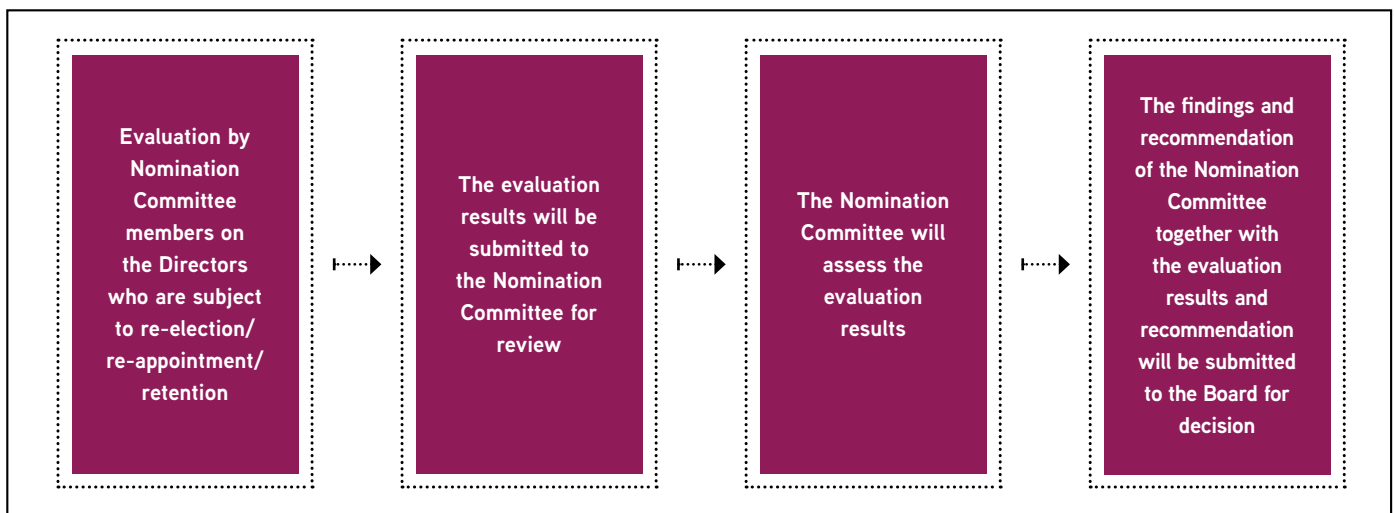 Evaluation by
Nomination
Committee
members on
the Directors
who are subject
to re-election/
re-appointment/
retention
The evaluation
results will be
submitted to
the Nomination
Committee for
review
The Nomination
Committee will
assess the
evaluation
results
The findings and
recommendation
of the Nomination
Committee
together with
the evaluation
results and
recommendation
will be submitted
to the Board for
decision